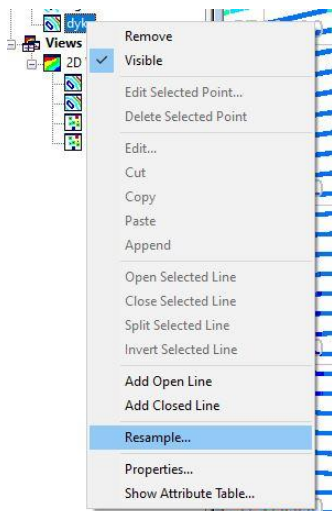 dyk
Views
2D
Remove
Visible
Edit Selected Point...
Delete Selected Point
Edit...
Cut
Copy
Paste
Append
Open Selected Line
Close Selected Line
Split Selected Line
Invert Selected Line
Add Open Line
Add Closed Line
Resample...
Properties...
Show Attribute Table...